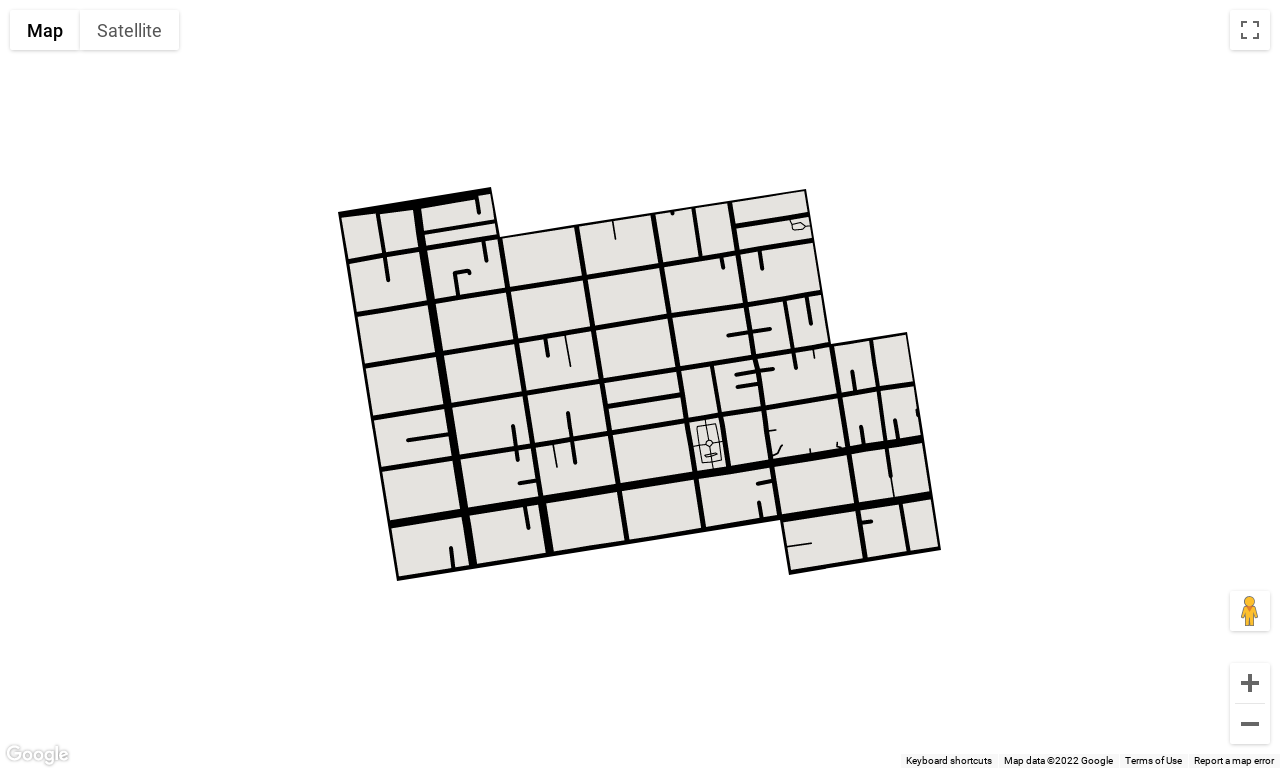 Map
Satellite
Google
Keyboard shortcuts
Map data ©2022 Google
Terms of Use
Report a map error